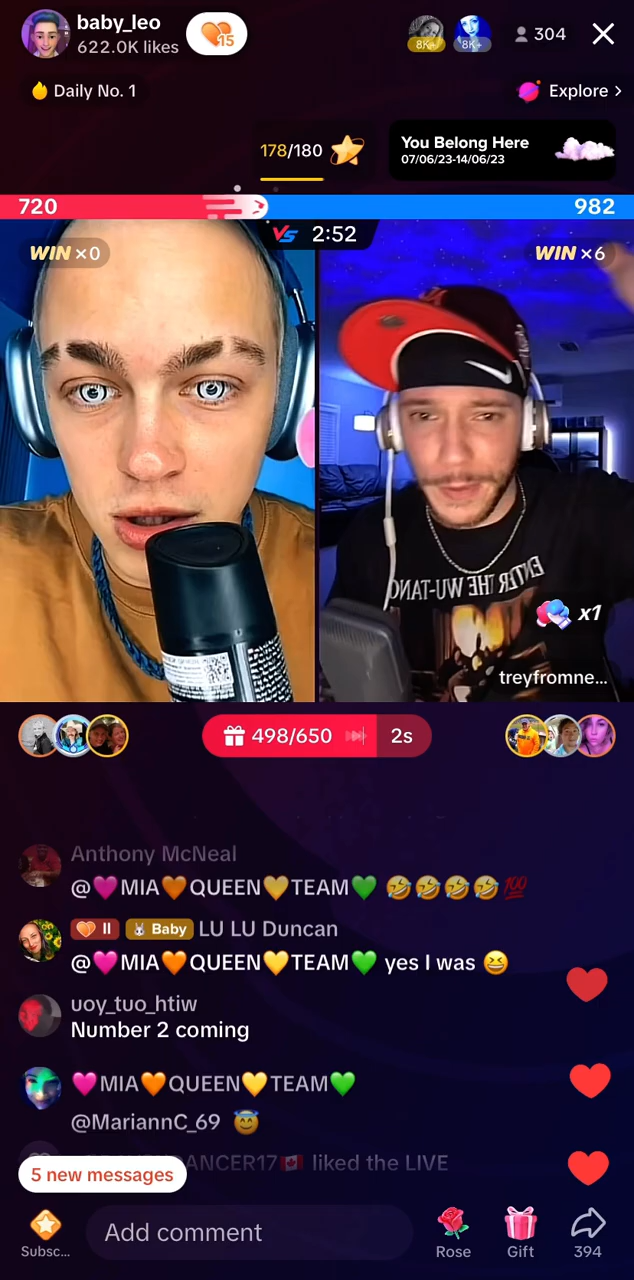 baby_leo
622.0K likes
15
8K+
8K+
304
Daily No. 1
Explore >
178/180
You Belong Here
07/06/23-14/06/23
720
982
VS 2:52
WIN ×0
WIN ×6
ENTER THE WU-TANG
x1
treyfromne...
498/650
2s
Anthony McNeal
@💗MIA🧡QUEEN💛TEAM💚 🤣🤣🤣🤣💯
II Baby LU LU Duncan
@💗MIA🧡QUEEN💛TEAM💚 yes I was 😆
uoy_tuo_htiw
Number 2 coming
💗MIA🧡QUEEN💛TEAM💚
@MariannC_69 😇
ANCER17🇨🇦 liked the LIVE
5 new messages
Subsc...
Add comment
Rose
Gift
394